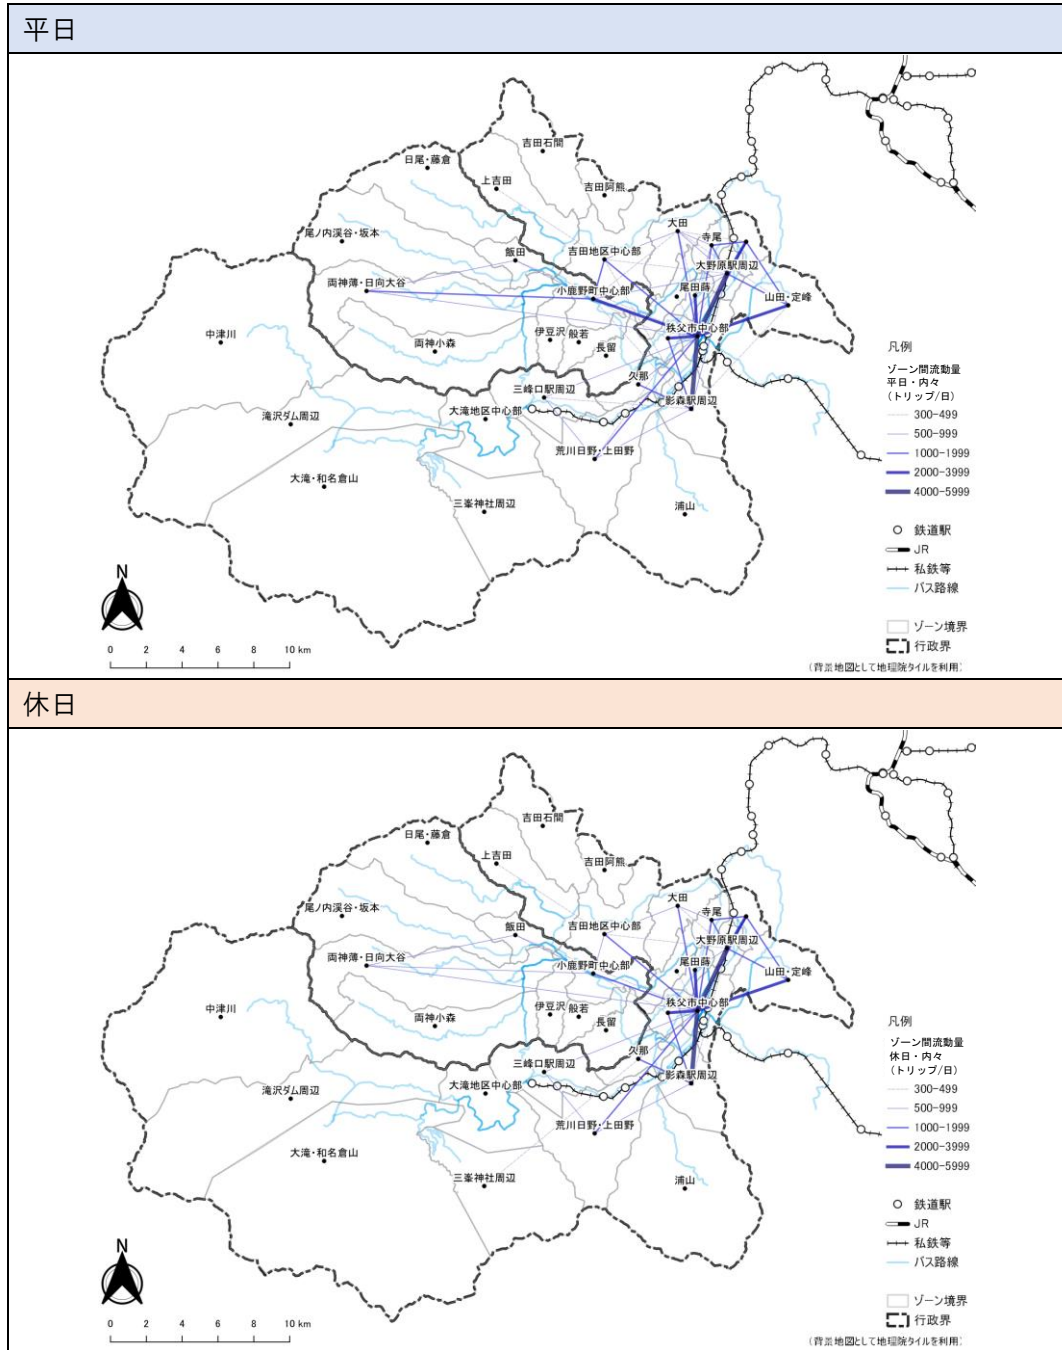 平日
吉田石間
日尾・藤倉
上吉田
吉田阿熊
大田
寺尾
尾ノ内渓谷・坂本
飯田
吉田地区中心部
大野原駅周辺
両神薄・日向大谷
小鹿野町中心部
尾田蒔
山田・定峰
中津川
伊豆沢
般若
秩父市中心部
両神小森
長留
久那
三峰口駅周辺
影森駅周辺
滝沢ダム周辺
大滝地区中心部
荒川日野・上田野
大滝・和名倉山
三峯神社周辺
浦山
凡例
ゾーン間流動量
平日・内々
（トリップ/日）
300-499
500-999
1000-1999
2000-3999
4000-5999
鉄道駅
JR
私鉄等
バス路線
ゾーン境界
行政界
（背景地図として地理院タイルを利用）
N
0 2 4 6 8 10 km
休日
吉田石間
日尾・藤倉
上吉田
吉田阿熊
大田
寺尾
尾ノ内渓谷・坂本
飯田
吉田地区中心部
大野原駅周辺
両神薄・日向大谷
小鹿野町中心部
尾田蒔
山田・定峰
中津川
伊豆沢
般若
秩父市中心部
両神小森
長留
久那
三峰口駅周辺
影森駅周辺
滝沢ダム周辺
大滝地区中心部
荒川日野・上田野
大滝・和名倉山
三峯神社周辺
浦山
凡例
ゾーン間流動量
休日・内々
（トリップ/日）
300-499
500-999
1000-1999
2000-3999
4000-5999
鉄道駅
JR
私鉄等
バス路線
ゾーン境界
行政界
（背景地図として地理院タイルを利用）
N
0 2 4 6 8 10 km